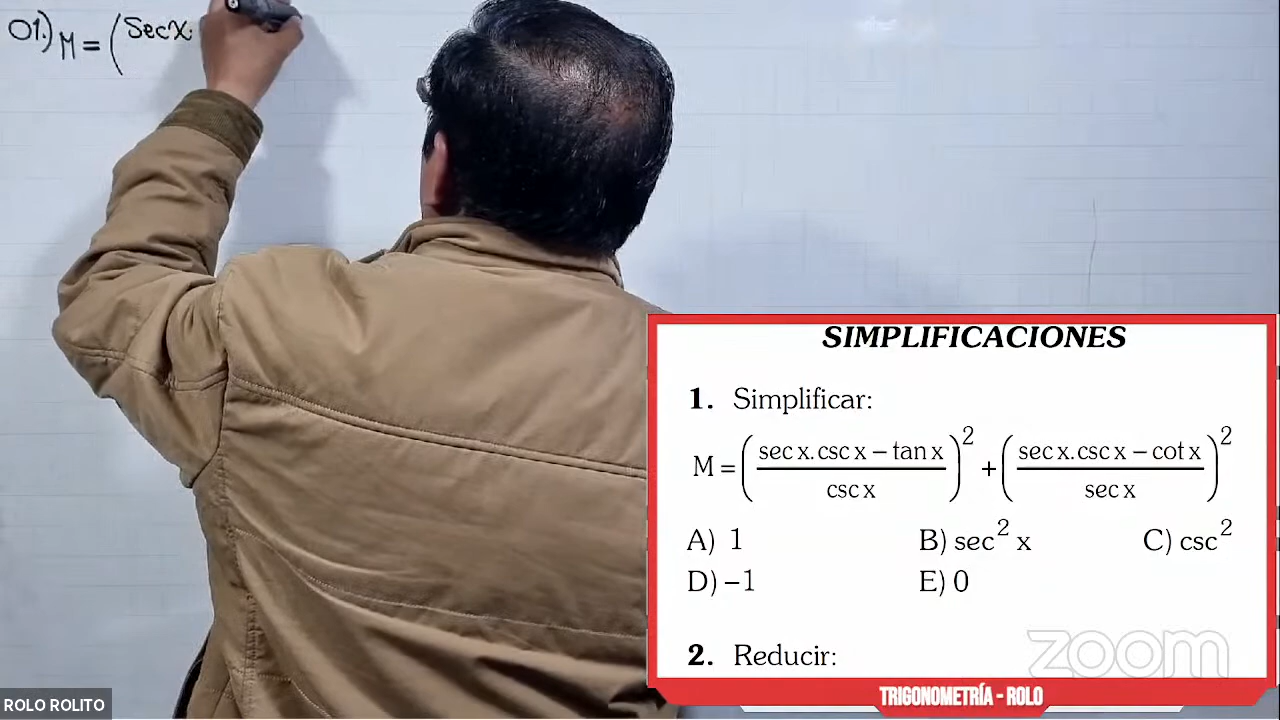 01.) M = ( Secx.
SIMPLIFICACIONES
1. Simplificar:
M = ( (sec x. csc x – tan x) / (csc x) )² + ( (sec x. csc x – cot x) / (sec x) )²
A) 1 B) sec² x C) csc²
D) –1 E) 0
2. Reducir:
zoom
TRIGONOMETRÍA - ROLO
ROLO ROLITO